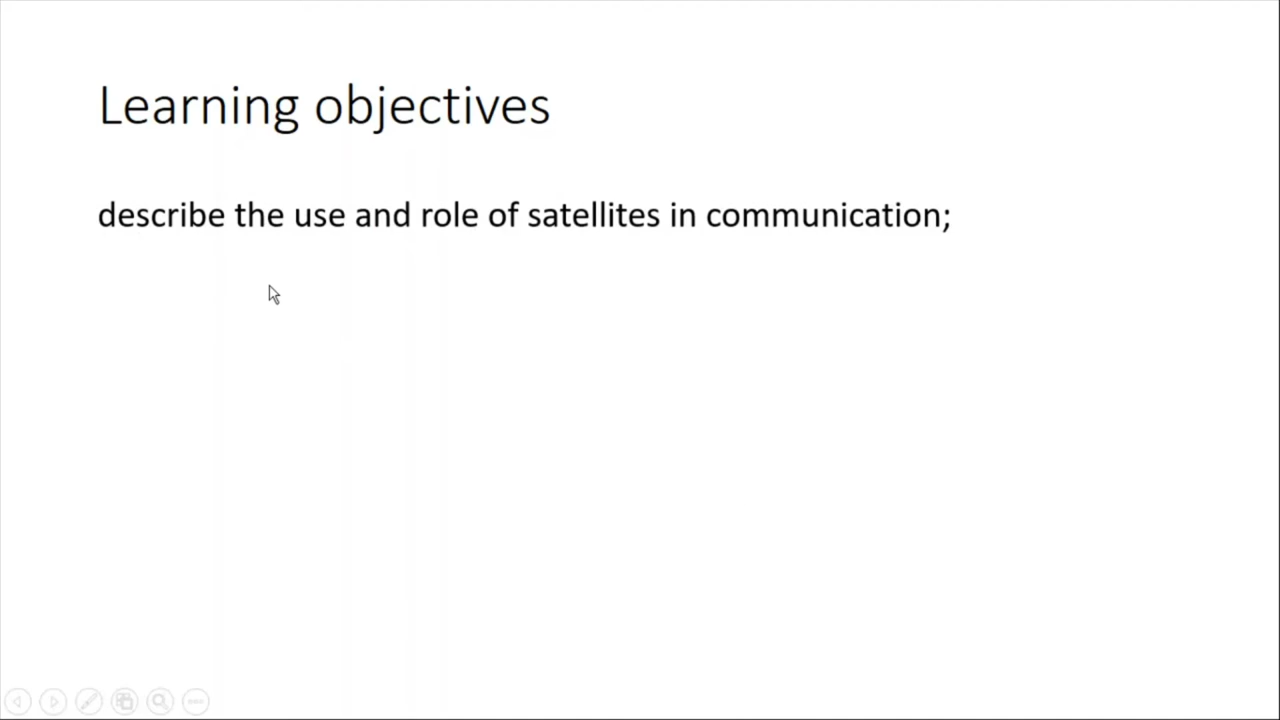 Learning objectives
describe the use and role of satellites in communication;